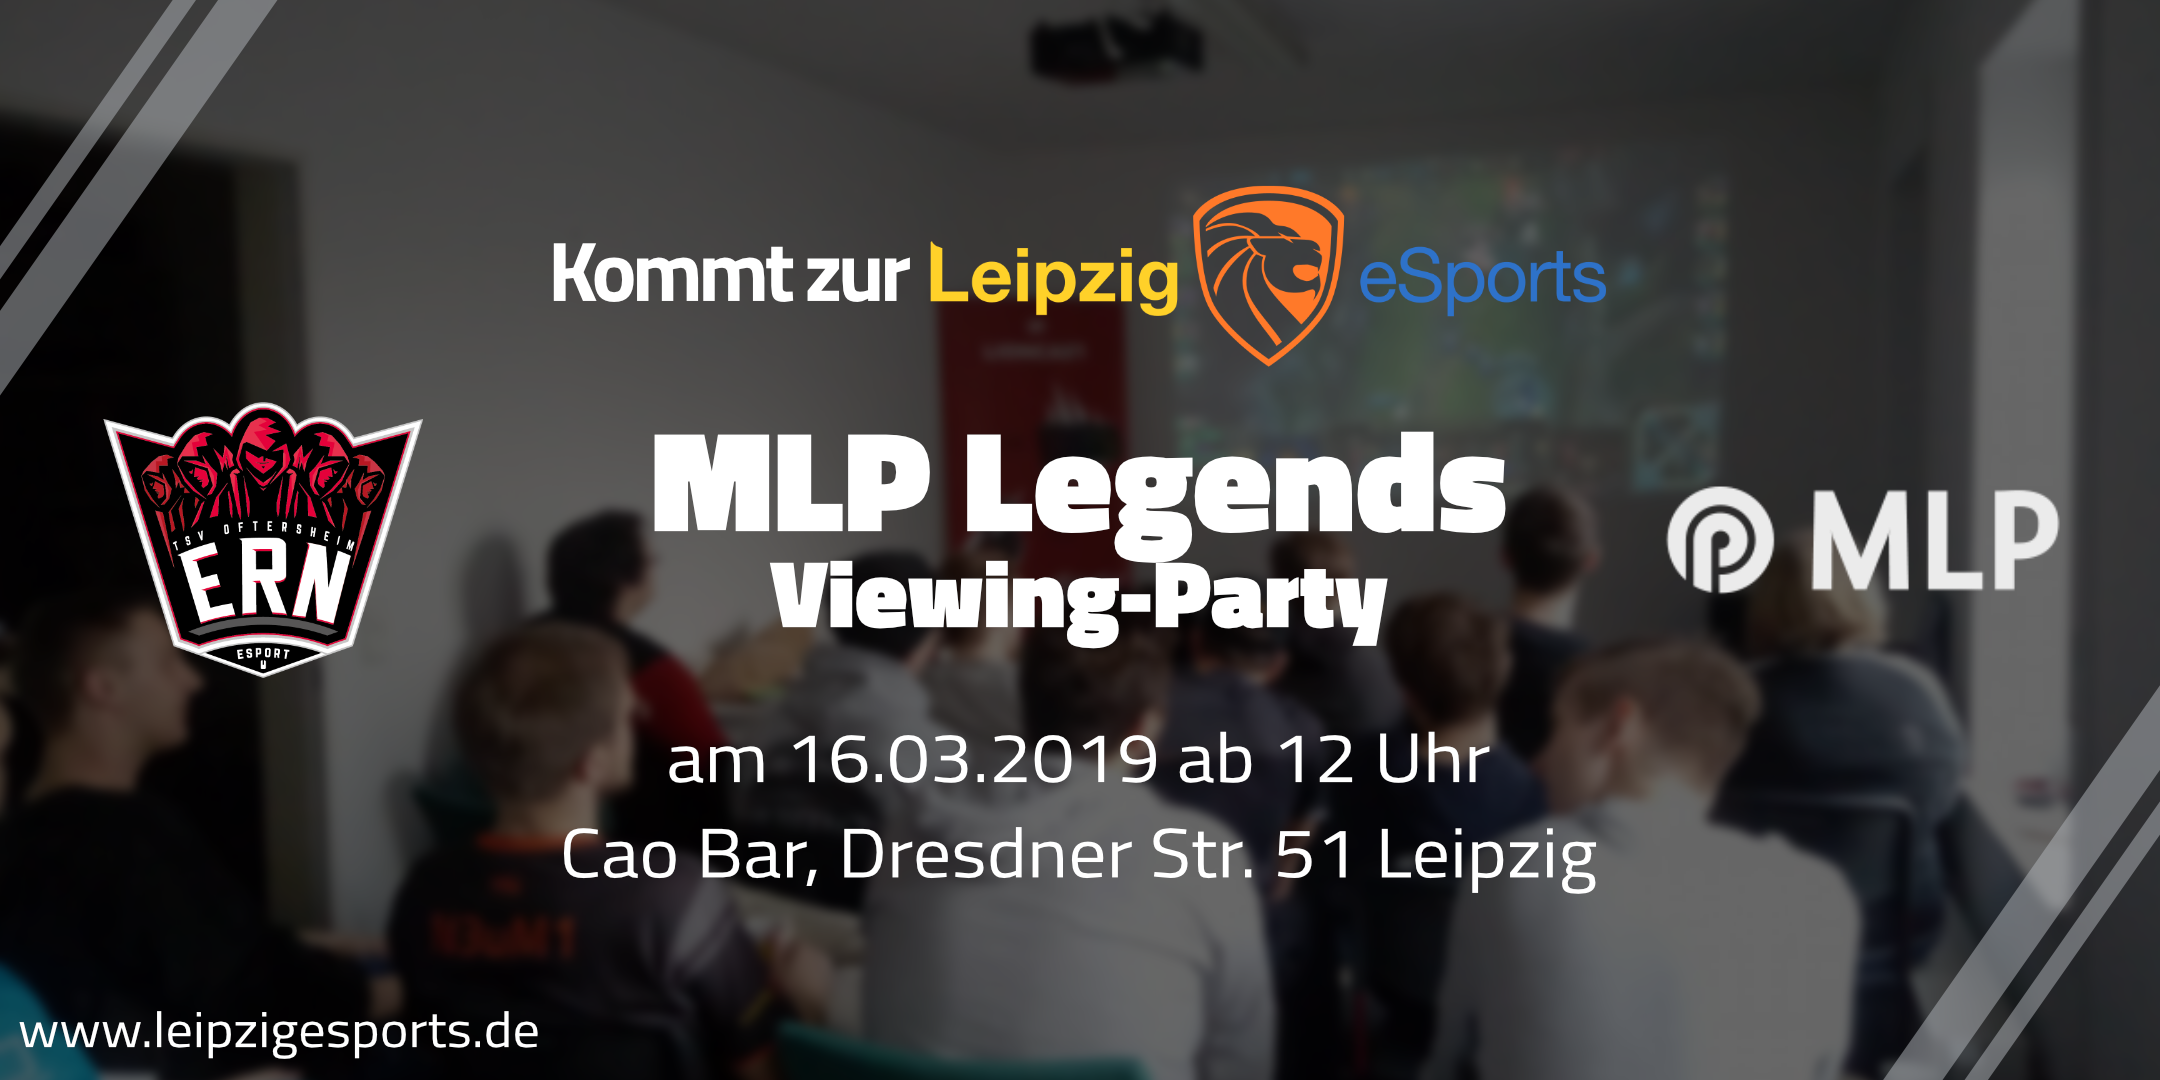 Kommt zur Leipzig eSports
MLP Legends
Viewing-Party
TSV OFTERSHEIM
ERN
ESPORT
MLP
am 16.03.2019 ab 12 Uhr
Cao Bar, Dresdner Str. 51 Leipzig
www.leipzigesports.de